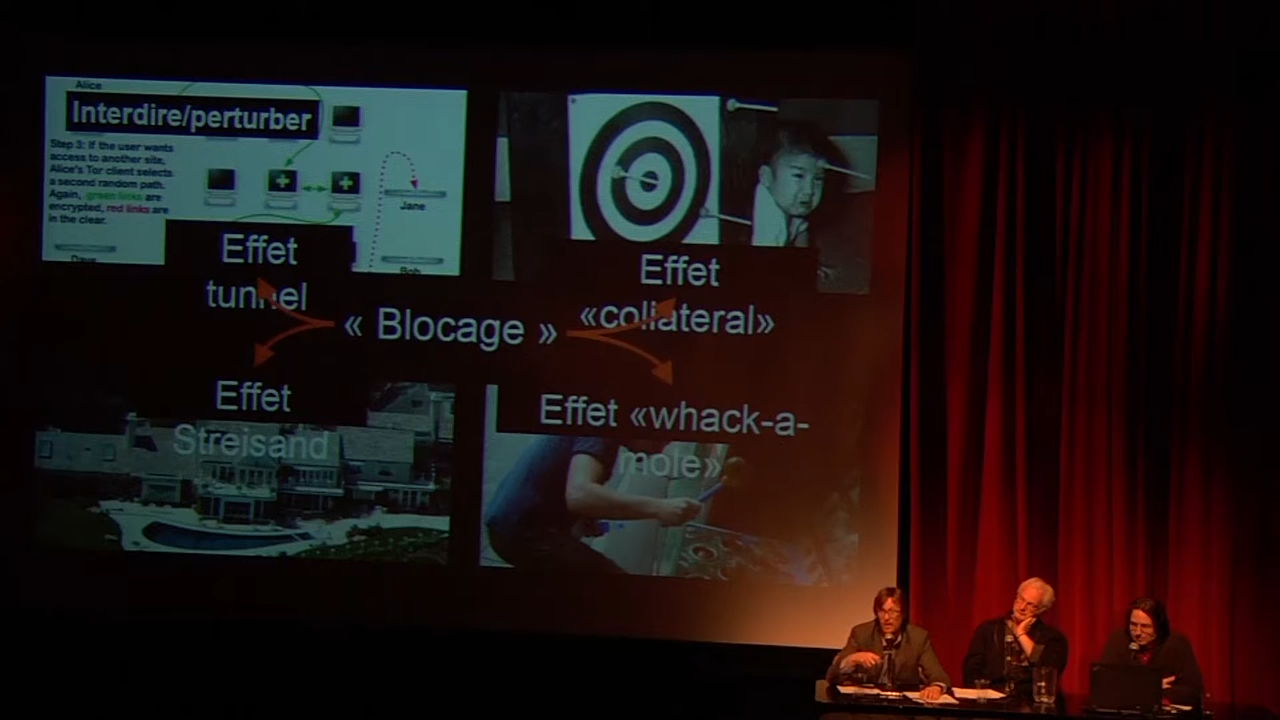 Alice
Interdire/perturber
Step 3: If the user wants
access to another site,
Alice's Tor client selects
a second random path.
Again, green links are
encrypted, red links are
in the clear.
Jane
Dave
Bob
Effet
tunnel
Effet
«collateral»
« Blocage »
Effet
Streisand
Effet «whack-a-
mole»